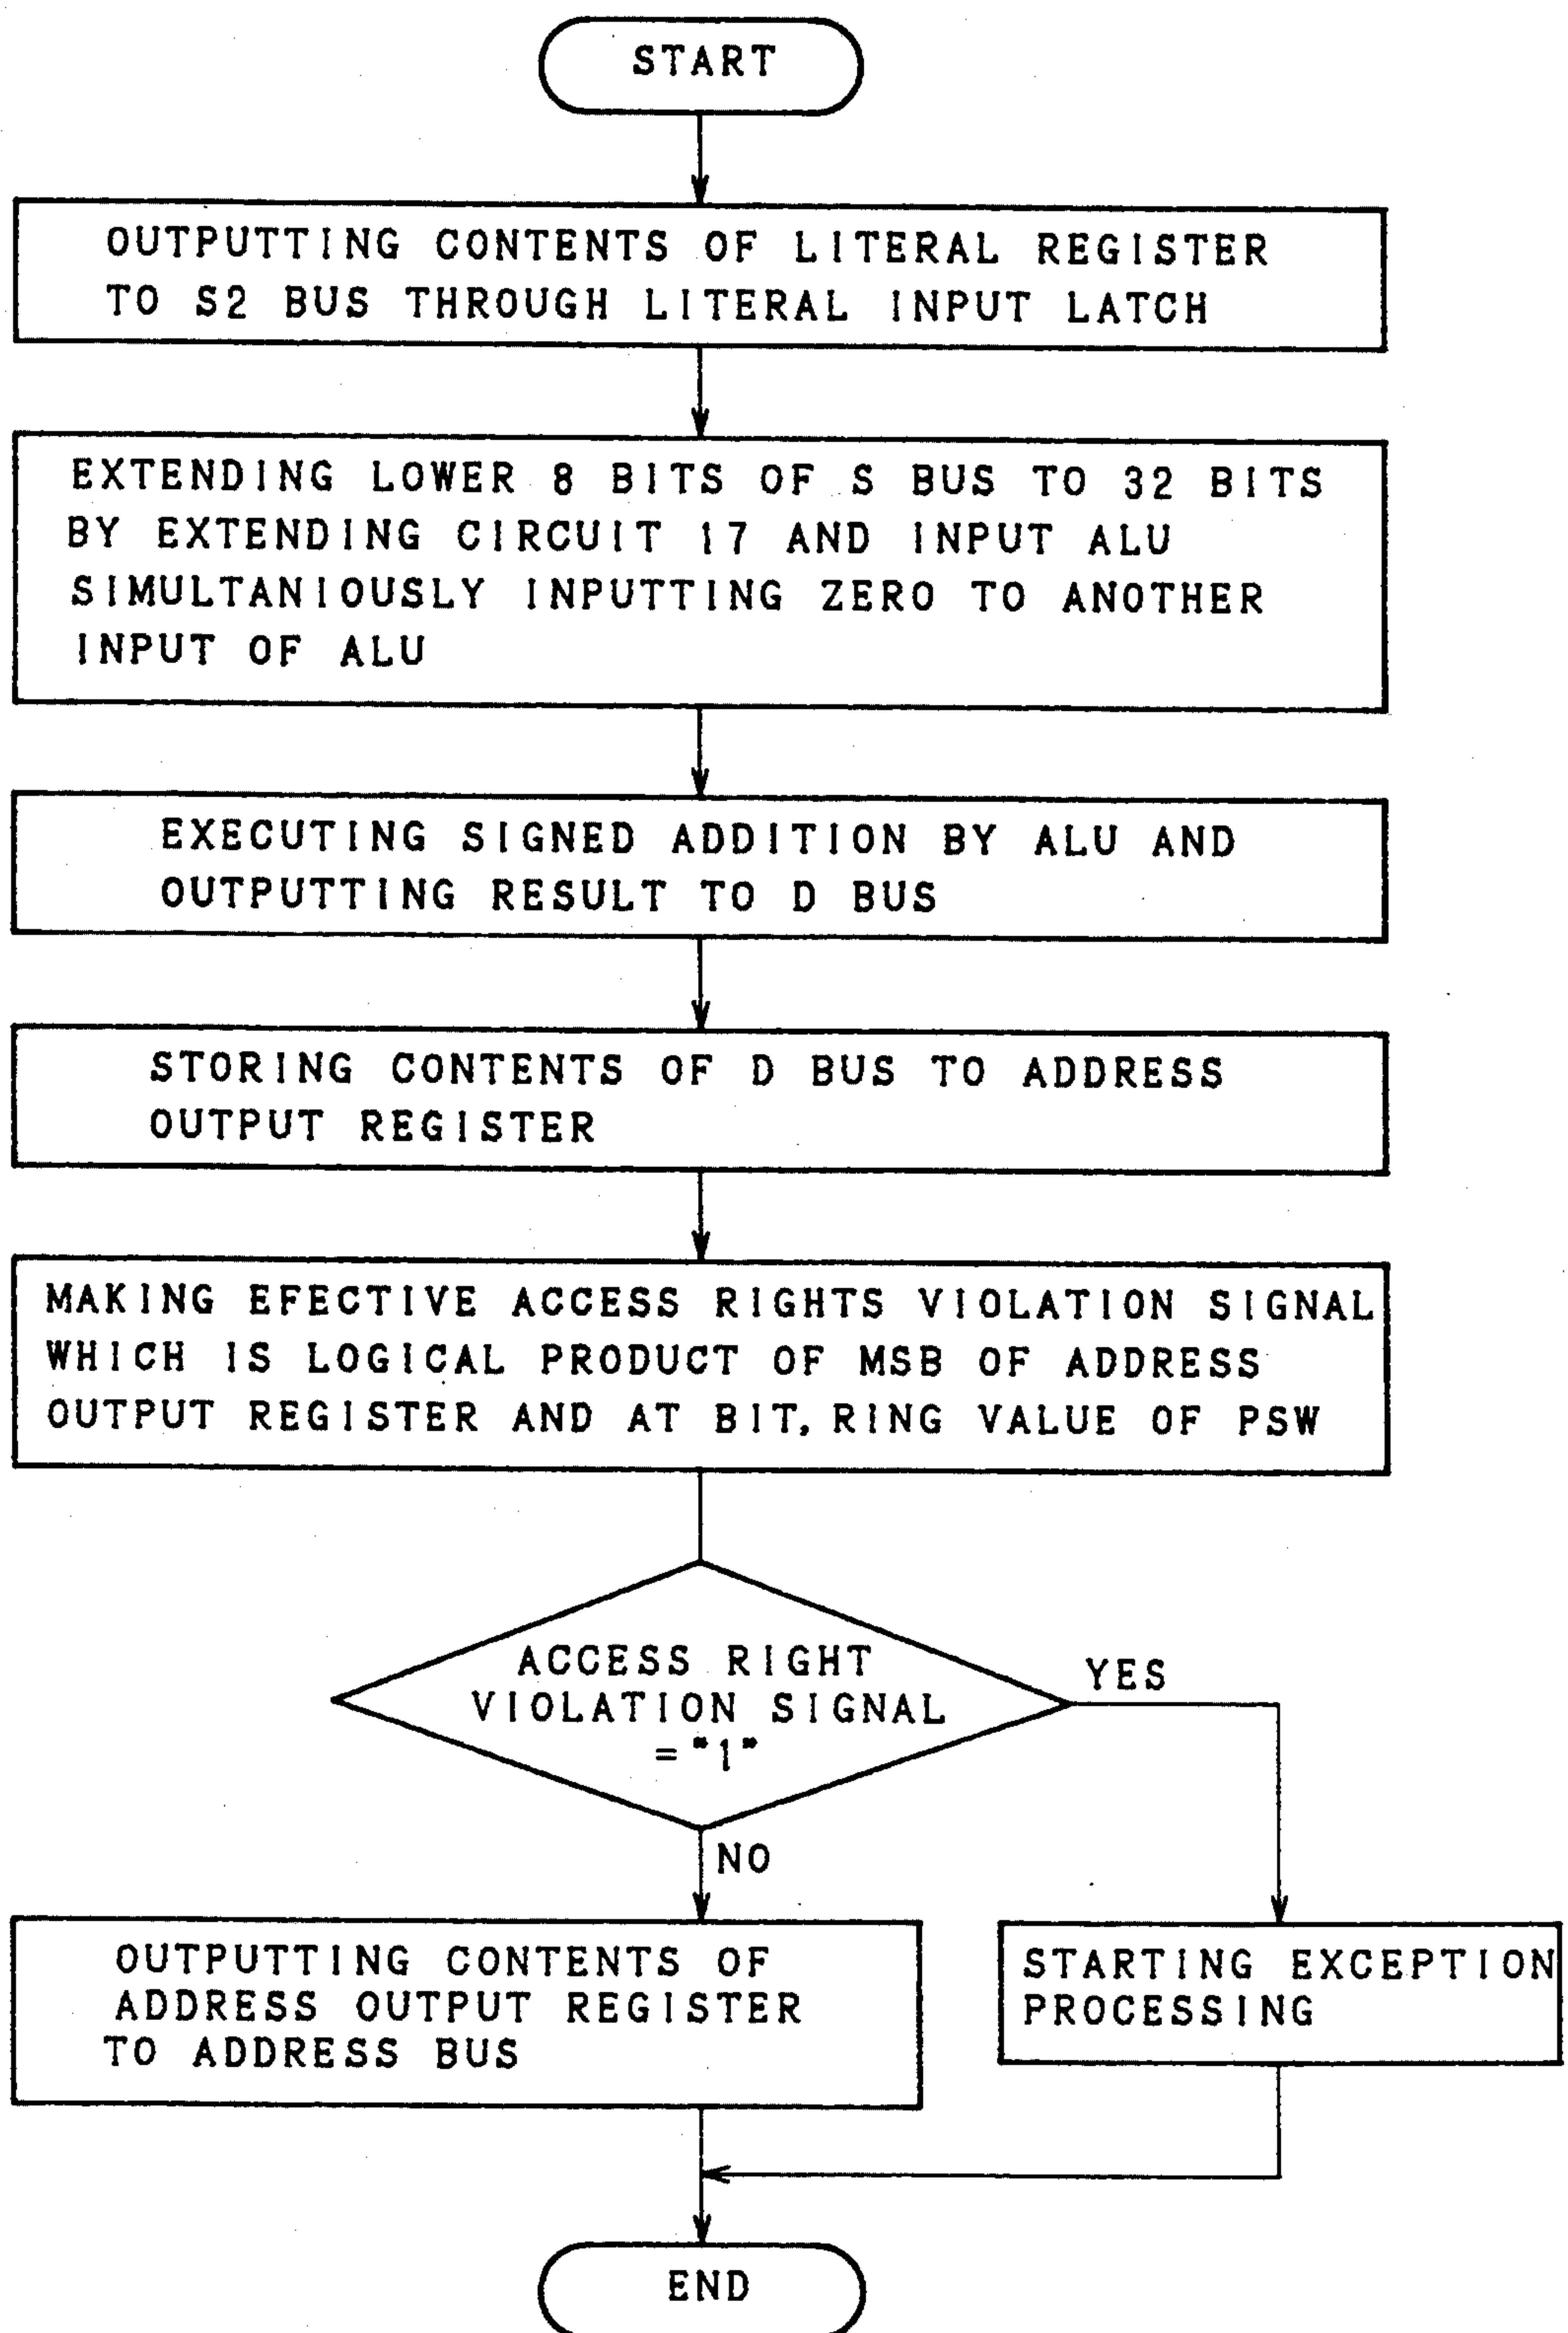 START
OUTPUTTING CONTENTS OF LITERAL REGISTER
TO S2 BUS THROUGH LITERAL INPUT LATCH
EXTENDING LOWER 8 BITS OF S BUS TO 32 BITS
BY EXTENDING CIRCUIT 17 AND INPUT ALU
SIMULTANIOUSLY INPUTTING ZERO TO ANOTHER
INPUT OF ALU
EXECUTING SIGNED ADDITION BY ALU AND
OUTPUTTING RESULT TO D BUS
STORING CONTENTS OF D BUS TO ADDRESS
OUTPUT REGISTER
MAKING EFECTIVE ACCESS RIGHTS VIOLATION SIGNAL
WHICH IS LOGICAL PRODUCT OF MSB OF ADDRESS
OUTPUT REGISTER AND AT BIT, RING VALUE OF PSW
ACCESS RIGHT
VIOLATION SIGNAL
="1"
YES
NO
OUTPUTTING CONTENTS OF
ADDRESS OUTPUT REGISTER
TO ADDRESS BUS
STARTING EXCEPTION
PROCESSING
END